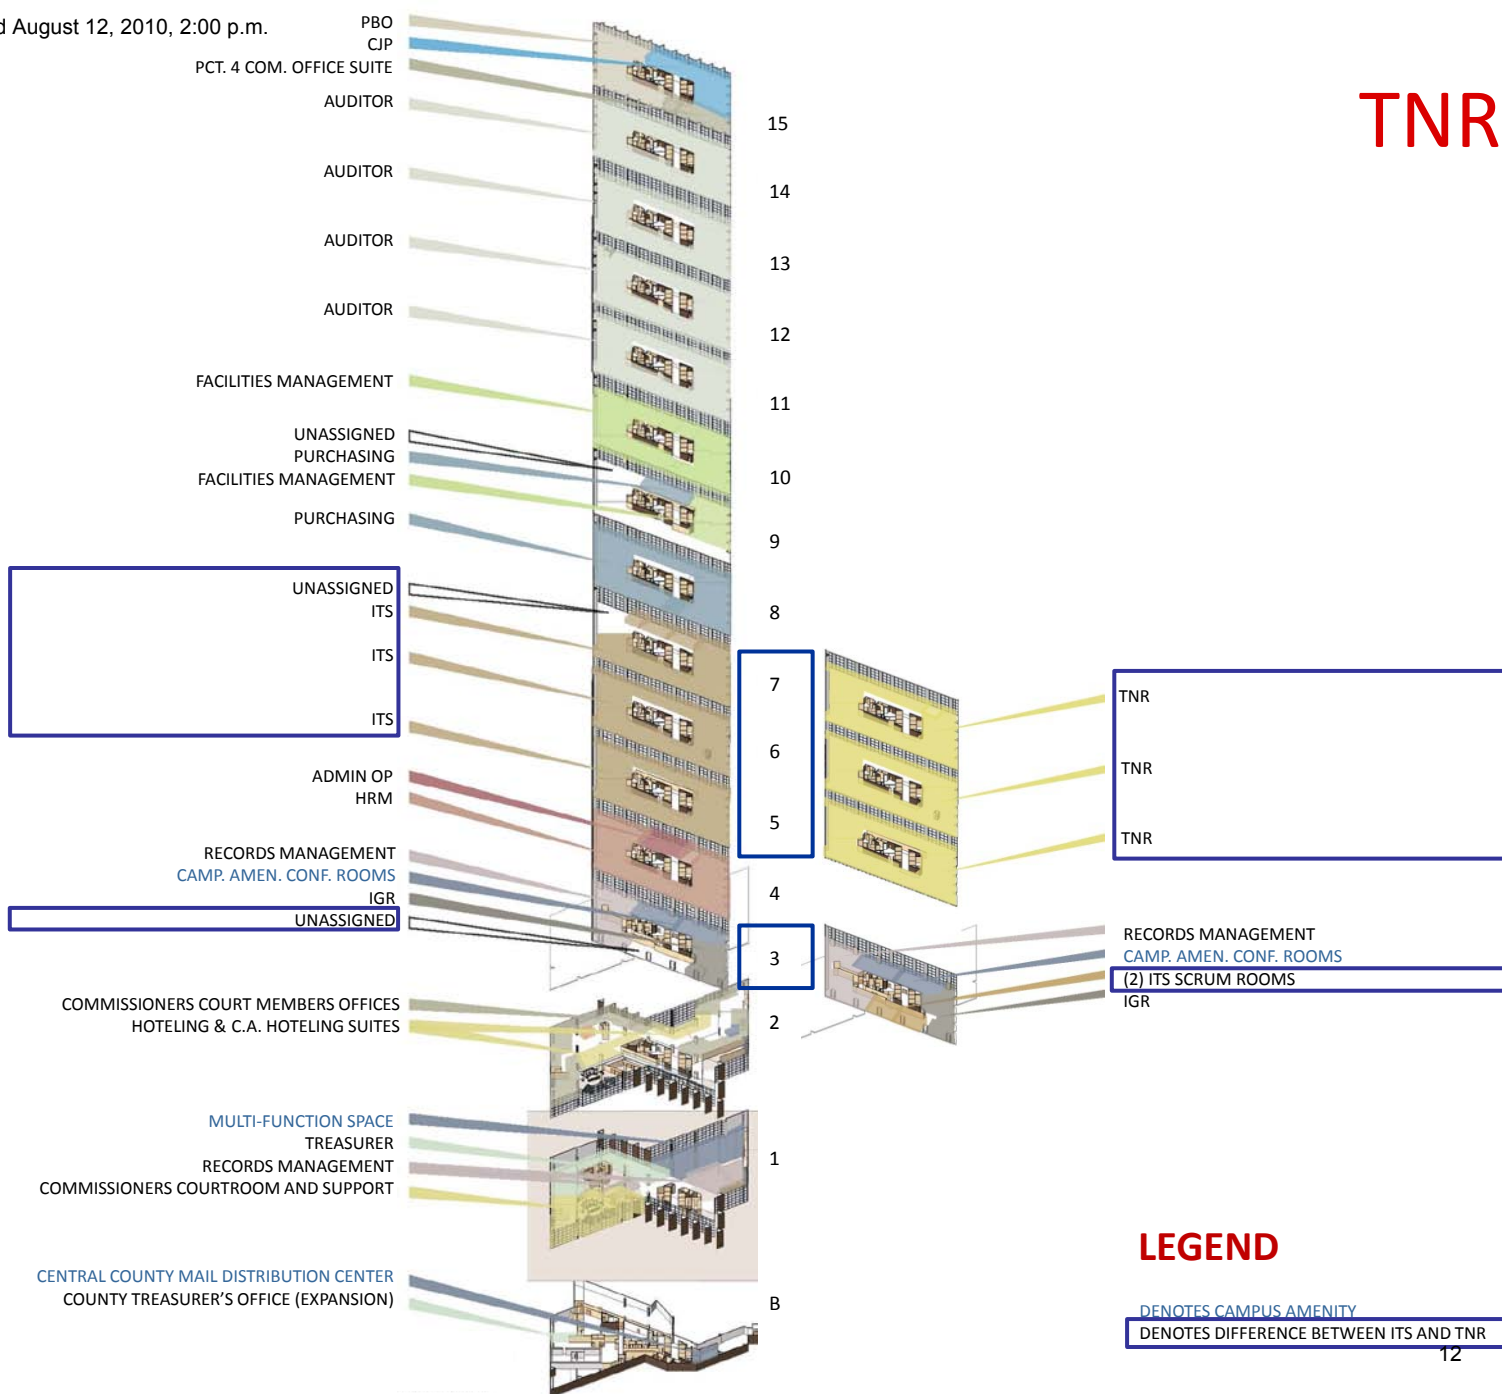 d August 12, 2010, 2:00 p.m.
TNR
PBO
CJP
PCT. 4 COM. OFFICE SUITE
AUDITOR
15
AUDITOR
14
AUDITOR
13
AUDITOR
12
FACILITIES MANAGEMENT
11
UNASSIGNED
PURCHASING
FACILITIES MANAGEMENT
10
PURCHASING
9
UNASSIGNED
ITS
8
ITS
7
ITS
6
ADMIN OP
HRM
5
RECORDS MANAGEMENT
CAMP. AMEN. CONF. ROOMS
IGR
UNASSIGNED
4
3
COMMISSIONERS COURT MEMBERS OFFICES
HOTELING & C.A. HOTELING SUITES
2
MULTI-FUNCTION SPACE
TREASURER
RECORDS MANAGEMENT
COMMISSIONERS COURTROOM AND SUPPORT
1
CENTRAL COUNTY MAIL DISTRIBUTION CENTER
COUNTY TREASURER’S OFFICE (EXPANSION)
B
TNR
TNR
TNR
RECORDS MANAGEMENT
CAMP. AMEN. CONF. ROOMS
(2) ITS SCRUM ROOMS
IGR
LEGEND
DENOTES CAMPUS AMENITY
DENOTES DIFFERENCE BETWEEN ITS AND TNR
12